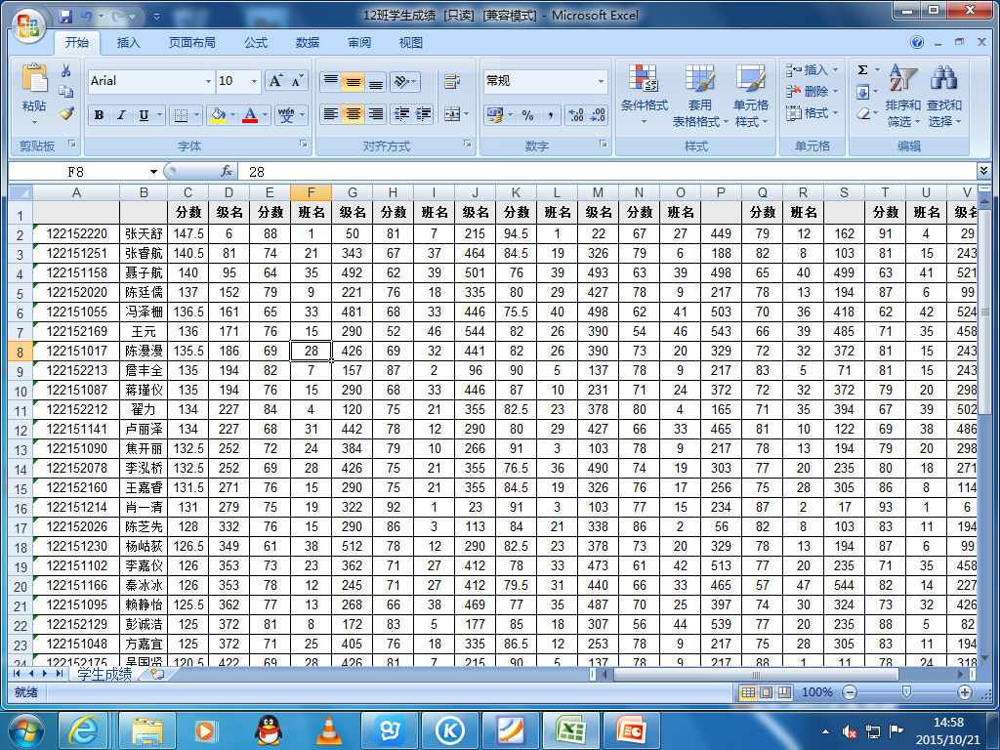 12班学生成绩 [只读] [兼容模式] - Microsoft Excel
开始 插入 页面布局 公式 数据 审阅 视图
粘贴 Arial 10 A A 常规 条件格式 套用 表格格式 单元格 样式 插入 删除 格式 Σ 排序和 筛选 查找和 选择
B I U A wén 文 % ,
剪贴板 字体 对齐方式 数字 样式 单元格 编辑
F8 fx 28
A B C D E F G H I J K L M N O P Q R S T U V
1 分数 级名 分数 班名 级名 分数 班名 级名 分数 班名 级名 分数 班名 分数 班名 分数 班名 级名
2 122152220 张天舒 147.5 6 88 1 50 81 7 215 94.5 1 22 67 27 449 79 12 162 91 4 29
3 122151251 张睿航 140.5 81 74 21 343 67 37 464 84.5 19 326 79 6 188 82 8 103 81 15 243
4 122151158 聂子航 140 95 64 35 492 62 39 501 76 39 493 63 39 498 65 40 499 63 41 521
5 122152020 陈廷儒 137 152 79 9 221 76 18 335 80 29 427 78 9 217 78 13 194 87 6 99
6 122151055 冯泽栅 136.5 161 65 33 481 68 33 446 75.5 40 498 62 41 503 70 36 418 62 42 524
7 122152169 王元 136 171 76 15 290 52 46 544 82 26 390 54 46 543 66 39 485 71 35 458
8 122151017 陈漫漫 135.5 186 69 28 426 69 32 441 82 26 390 73 20 329 72 32 372 81 15 243
9 122152213 詹丰全 135 194 82 7 157 87 2 96 90 5 137 78 9 217 83 5 71 81 15 243
10 122151087 蒋瑾仪 135 194 76 15 290 68 33 446 87 10 231 71 24 372 72 32 372 79 20 298
11 122152212 翟力 134 227 84 4 120 75 21 355 82.5 23 378 80 4 165 71 35 394 67 39 502
12 122151141 卢丽泽 134 227 68 31 442 78 12 290 80 29 427 66 33 465 81 10 122 69 38 486
13 122151090 焦开丽 132.5 252 72 24 384 79 10 266 91 3 103 78 9 217 78 13 194 79 20 298
14 122152078 李泓桥 132.5 252 69 28 426 75 21 355 76.5 36 490 74 19 303 77 20 235 80 18 271
15 122152160 王嘉睿 131.5 271 76 15 290 75 21 355 84.5 19 326 76 17 256 75 28 305 86 8 114
16 122151214 肖一清 131 279 75 19 322 92 1 23 91 3 103 77 15 234 87 2 17 93 1 6
17 122152026 陈芝先 128 332 76 15 290 86 3 113 84 21 338 86 2 56 82 8 103 83 11 194
18 122151230 杨岵荻 126.5 349 61 38 512 78 12 290 82.5 23 378 73 20 329 78 13 194 87 6 99
19 122151102 李嘉仪 126 353 73 23 362 71 27 412 78 33 473 61 42 513 77 20 235 71 35 458
20 122151166 秦冰冰 126 353 78 12 245 71 27 412 79.5 31 440 66 33 465 57 47 544 82 14 227
21 122151095 赖静怡 125.5 362 77 13 268 66 38 469 77 35 487 70 25 397 74 30 324 73 32 426
22 122152129 彭诚洁 125 372 81 8 172 83 5 177 85 18 307 56 44 539 77 20 235 88 5 82
23 122151048 方嘉宜 125 372 71 25 405 76 18 335 86.5 12 253 78 9 217 75 28 305 83 11 194
24 122152175 吴国贤 120.5 422 69 28 426 81 7 215 90 5 137 78 9 217 88 1 11 78 24 318
学生成绩
就绪 100%
14:58
2015/10/21